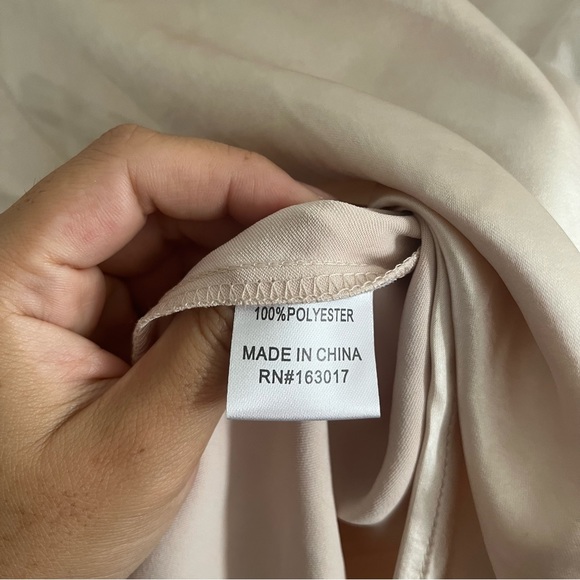 100%POLYESTER
MADE IN CHINA
RN#163017